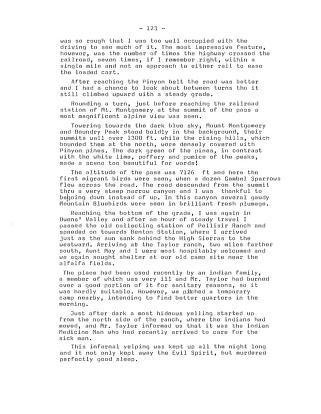 - 123 -
was so rough that I was too well occupied with the
driving to see much of it. The most impressive feature,
however, was the number of times the highway crossed the
railroad, seven times, if I remember right, within a
single mile and not an approach to either rail to ease
the loaded cart.
After reaching the Pinyon belt the road was better
and I had a chance to look about between turns tho it
still climbed upward with a steady grade.
Rounding a turn, just before reaching the railroad
station of Mt. Montgomery at the summit of the pass a
most magnificent alpine view was seen.
Towering towards the dark blue sky, Mount Montgomery
and Boundry Peak stood boldly in the background, their
summits well over 1300 ft. while the rising hills, which
bounded them at the north, were densely covered with
Pinyon pines. The dark green of the pines, in contrast
with the white lime, poffery and pumice of the peaks,
made a scene too beautiful for words!
The altitude of the pass was 7126 ft and here the
first migrant birds were seen, when a dozen Gambel Sparrows
flew across the road. The road descended from the summit
thru a very steep narrow canyon and I was thankful to
be going down instead of up. In this canyon several gaudy
Mountain Bluebirds were seen in brilliant fresh plumage.
Reaching the bottom of the grade, I was again in
Owens' Valley and after an hour of steady travel I
passed the old collecting station of Pellisir Ranch and
speeded on towards Benton Station, where I arrived
just as the sun sank behind the High Sierras to the
westward. Arriving at the Taylor ranch, two miles farther
south, Aunt May and I were most hospitably welcomed and
we again sought shelter at our old camp site near the
alfalfa fields.
The place had been used recently by an Indian family,
a member of which was very ill and Mr. Taylor had burned
over a good portion of it for sanitary reasons, so it
was hardly suitable. However, we pitched a temporary
camp nearby, intending to find better quarters in the
morning.
Just after dark a most hideous yelling started up
from the north side of the ranch, where the Indians had
moved, and Mr. Taylor informed us that it was the Indian
Medicine Man who had recently arrived to care for the
sick man.
This infernal yelping was kept up all the night long
and it not only kept away the Evil Spirit, but murdered
perfectly good sleep.